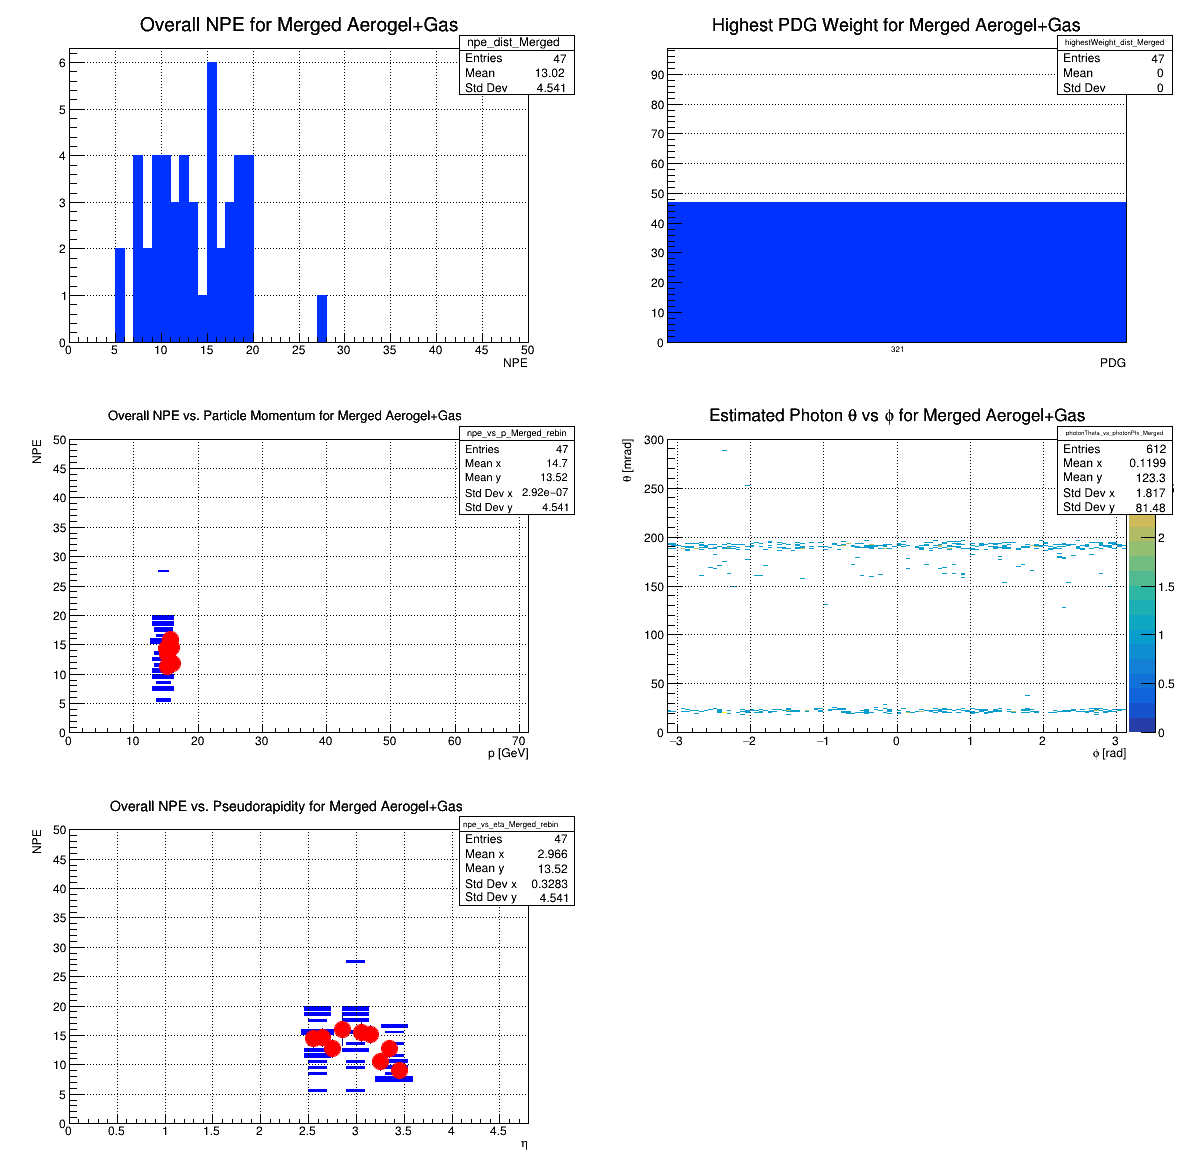 Overall NPE for Merged Aerogel+Gas
npe_dist_Merged
Entries 47
Mean 13.02
Std Dev 4.541
6
5
4
3
2
1
0
0 5 10 15 20 25 30 35 40 45 50
NPE
Highest PDG Weight for Merged Aerogel+Gas
highestWeight_dist_Merged
Entries 47
Mean 0
Std Dev 0
90
80
70
60
50
40
30
20
10
0
321
PDG
Overall NPE vs. Particle Momentum for Merged Aerogel+Gas
npe_vs_p_Merged_rebin
Entries 47
Mean x 14.7
Mean y 13.52
Std Dev x 2.92e−07
Std Dev y 4.541
NPE
50
45
40
35
30
25
20
15
10
5
0
0 10 20 30 40 50 60 70
p [GeV]
Estimated Photon θ vs ϕ for Merged Aerogel+Gas
photonTheta_vs_photonPhi_Merged
Entries 612
Mean x 0.1199
Mean y 123.3
Std Dev x 1.817
Std Dev y 81.48
θ [mrad]
300
250
200
150
100
50
0
−3 −2 −1 0 1 2 3
ϕ [rad]
2
1.5
1
0.5
0
Overall NPE vs. Pseudorapidity for Merged Aerogel+Gas
npe_vs_eta_Merged_rebin
Entries 47
Mean x 2.966
Mean y 13.52
Std Dev x 0.3283
Std Dev y 4.541
NPE
50
45
40
35
30
25
20
15
10
5
0
0 0.5 1 1.5 2 2.5 3 3.5 4 4.5
η